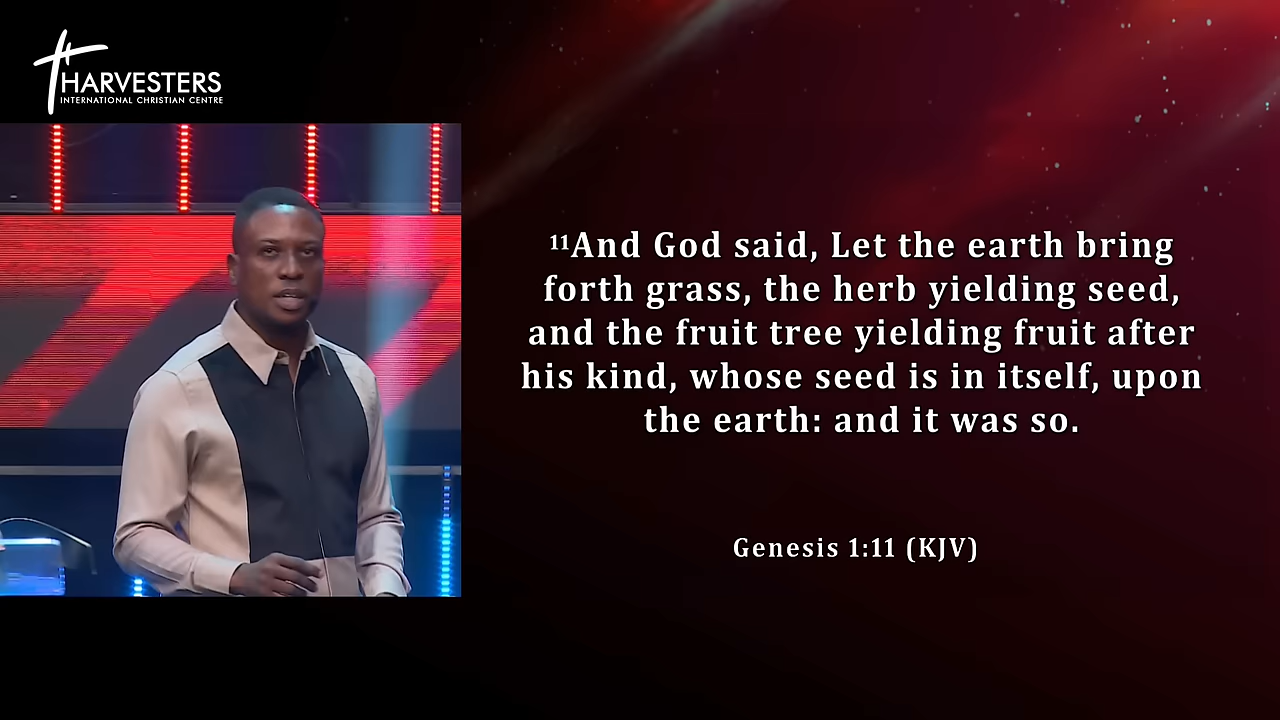 HARVESTERS
INTERNATIONAL CHRISTIAN CENTRE
¹¹And God said, Let the earth bring
forth grass, the herb yielding seed,
and the fruit tree yielding fruit after
his kind, whose seed is in itself, upon
the earth: and it was so.
Genesis 1:11 (KJV)